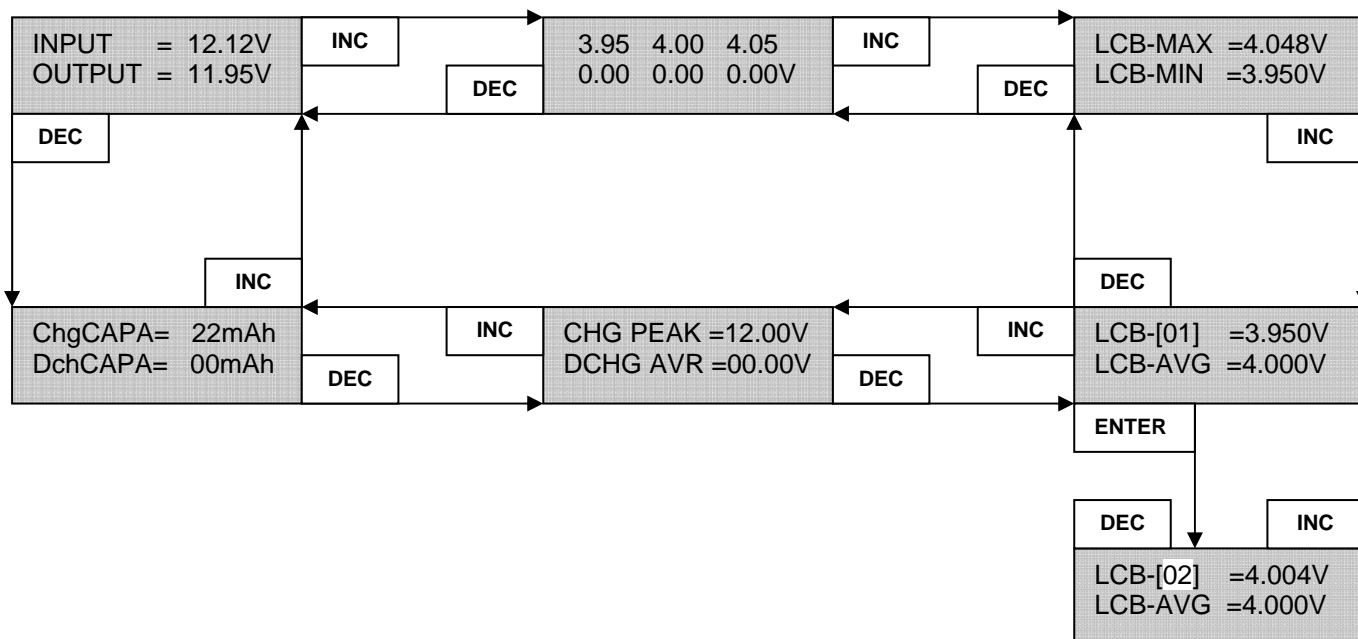 INPUT = 12.12V
OUTPUT = 11.95V
INC
DEC
3.95 4.00 4.05
0.00 0.00 0.00V
INC
DEC
LCB-MAX =4.048V
LCB-MIN =3.950V
DEC
INC
INC
DEC
ChgCAPA= 22mAh
DchCAPA= 00mAh
INC
DEC
CHG PEAK =12.00V
DCHG AVR =00.00V
INC
DEC
LCB-[01] =3.950V
LCB-AVG =4.000V
ENTER
DEC
INC
LCB-[02] =4.004V
LCB-AVG =4.000V